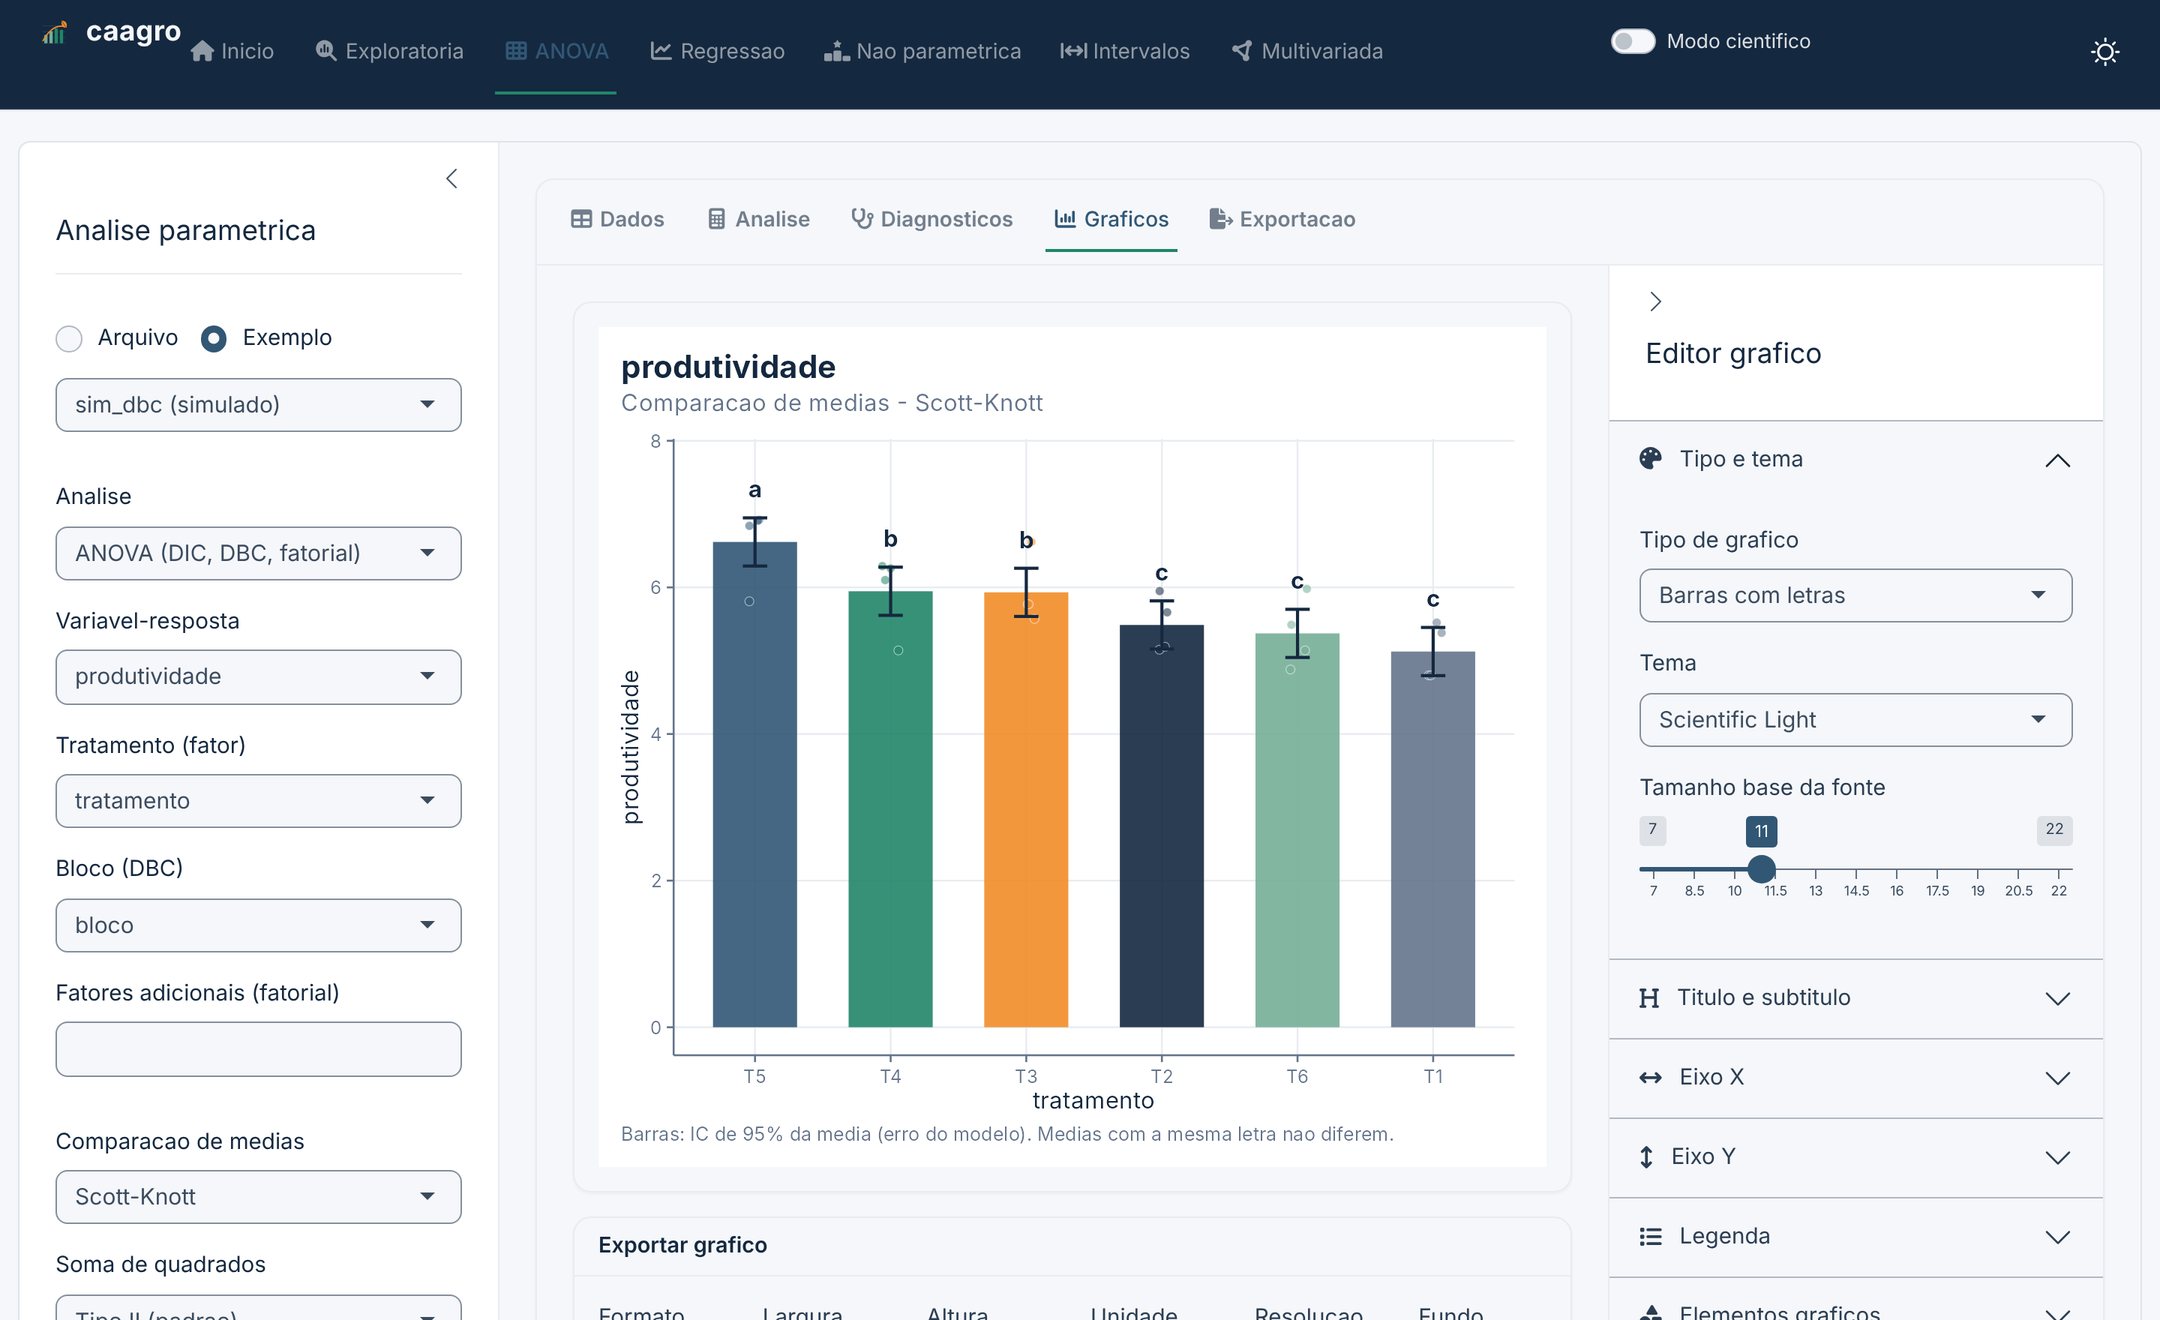 caagro
Inicio
Exploratoria
ANOVA
Regressao
Nao parametrica
Intervalos
Multivariada
Modo cientifico
Analise parametrica
Arquivo
Exemplo
sim_dbc (simulado)
Analise
ANOVA (DIC, DBC, fatorial)
Variavel-resposta
produtividade
Tratamento (fator)
tratamento
Bloco (DBC)
bloco
Fatores adicionais (fatorial)
Comparacao de medias
Scott-Knott
Soma de quadrados
Tipo II (padrao)
Dados
Analise
Diagnosticos
Graficos
Exportacao
produtividade
Comparacao de medias - Scott-Knott
produtividade
8
6
4
2
0
a
b
b
c
c
c
T5
T4
T3
T2
T6
T1
tratamento
Barras: IC de 95% da media (erro do modelo). Medias com a mesma letra nao diferem.
Exportar grafico
Formato
Largura
Altura
Unidade
Resolucao
Fundo
Editor grafico
Tipo e tema
Tipo de grafico
Barras com letras
Tema
Scientific Light
Tamanho base da fonte
7
11
22
7 8.5 10 11.5 13 14.5 16 17.5 19 20.5 22
Titulo e subtitulo
Eixo X
Eixo Y
Legenda
Elementos graficos